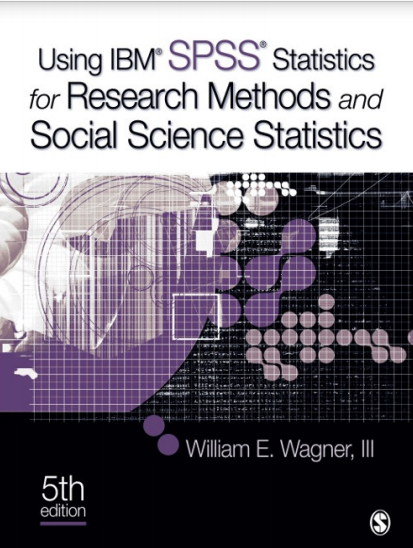 Using IBM® SPSS® Statistics
for Research Methods and
Social Science Statistics
William E. Wagner, III
5th
edition